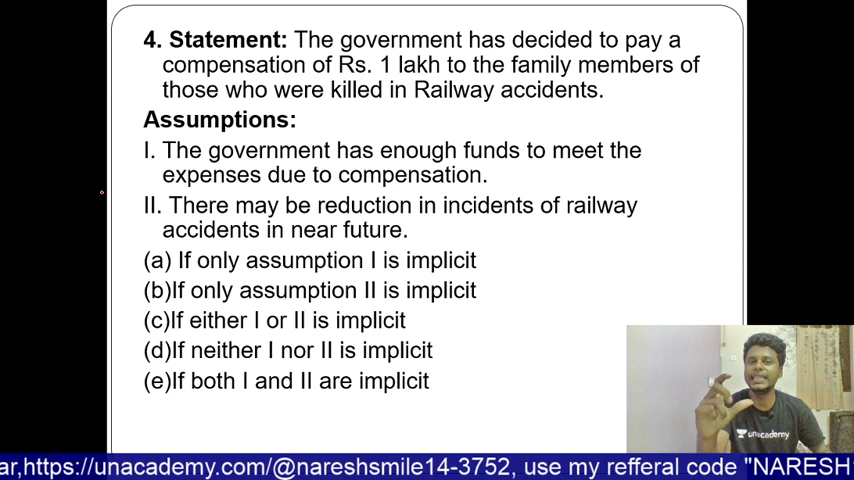 4. Statement: The government has decided to pay a
compensation of Rs. 1 lakh to the family members of
those who were killed in Railway accidents.
Assumptions:
I. The government has enough funds to meet the
expenses due to compensation.
II. There may be reduction in incidents of railway
accidents in near future.
(a) If only assumption I is implicit
(b)If only assumption II is implicit
(c)If either I or II is implicit
(d)If neither I nor II is implicit
(e)If both I and II are implicit
unacademy
ar,https://unacademy.com/@nareshsmile14-3752, use my refferal code "NARESH